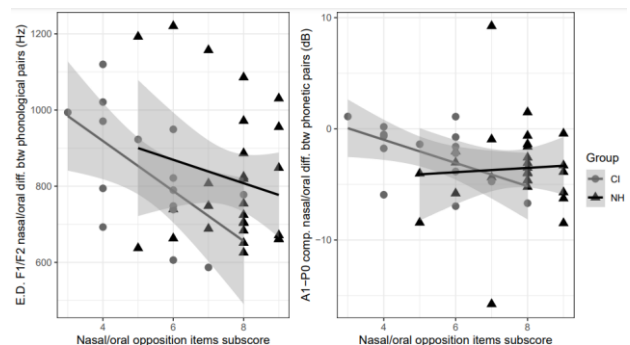 E.D. F1/F2 nasal/oral diff. btw phonological pairs (Hz)
1200
1000
800
600
4
6
8
Nasal/oral opposition items subscore
A1−P0 comp. nasal/oral diff. btw phonetic pairs (dB)
10
0
−10
4
6
8
Nasal/oral opposition items subscore
Group
CI
NH